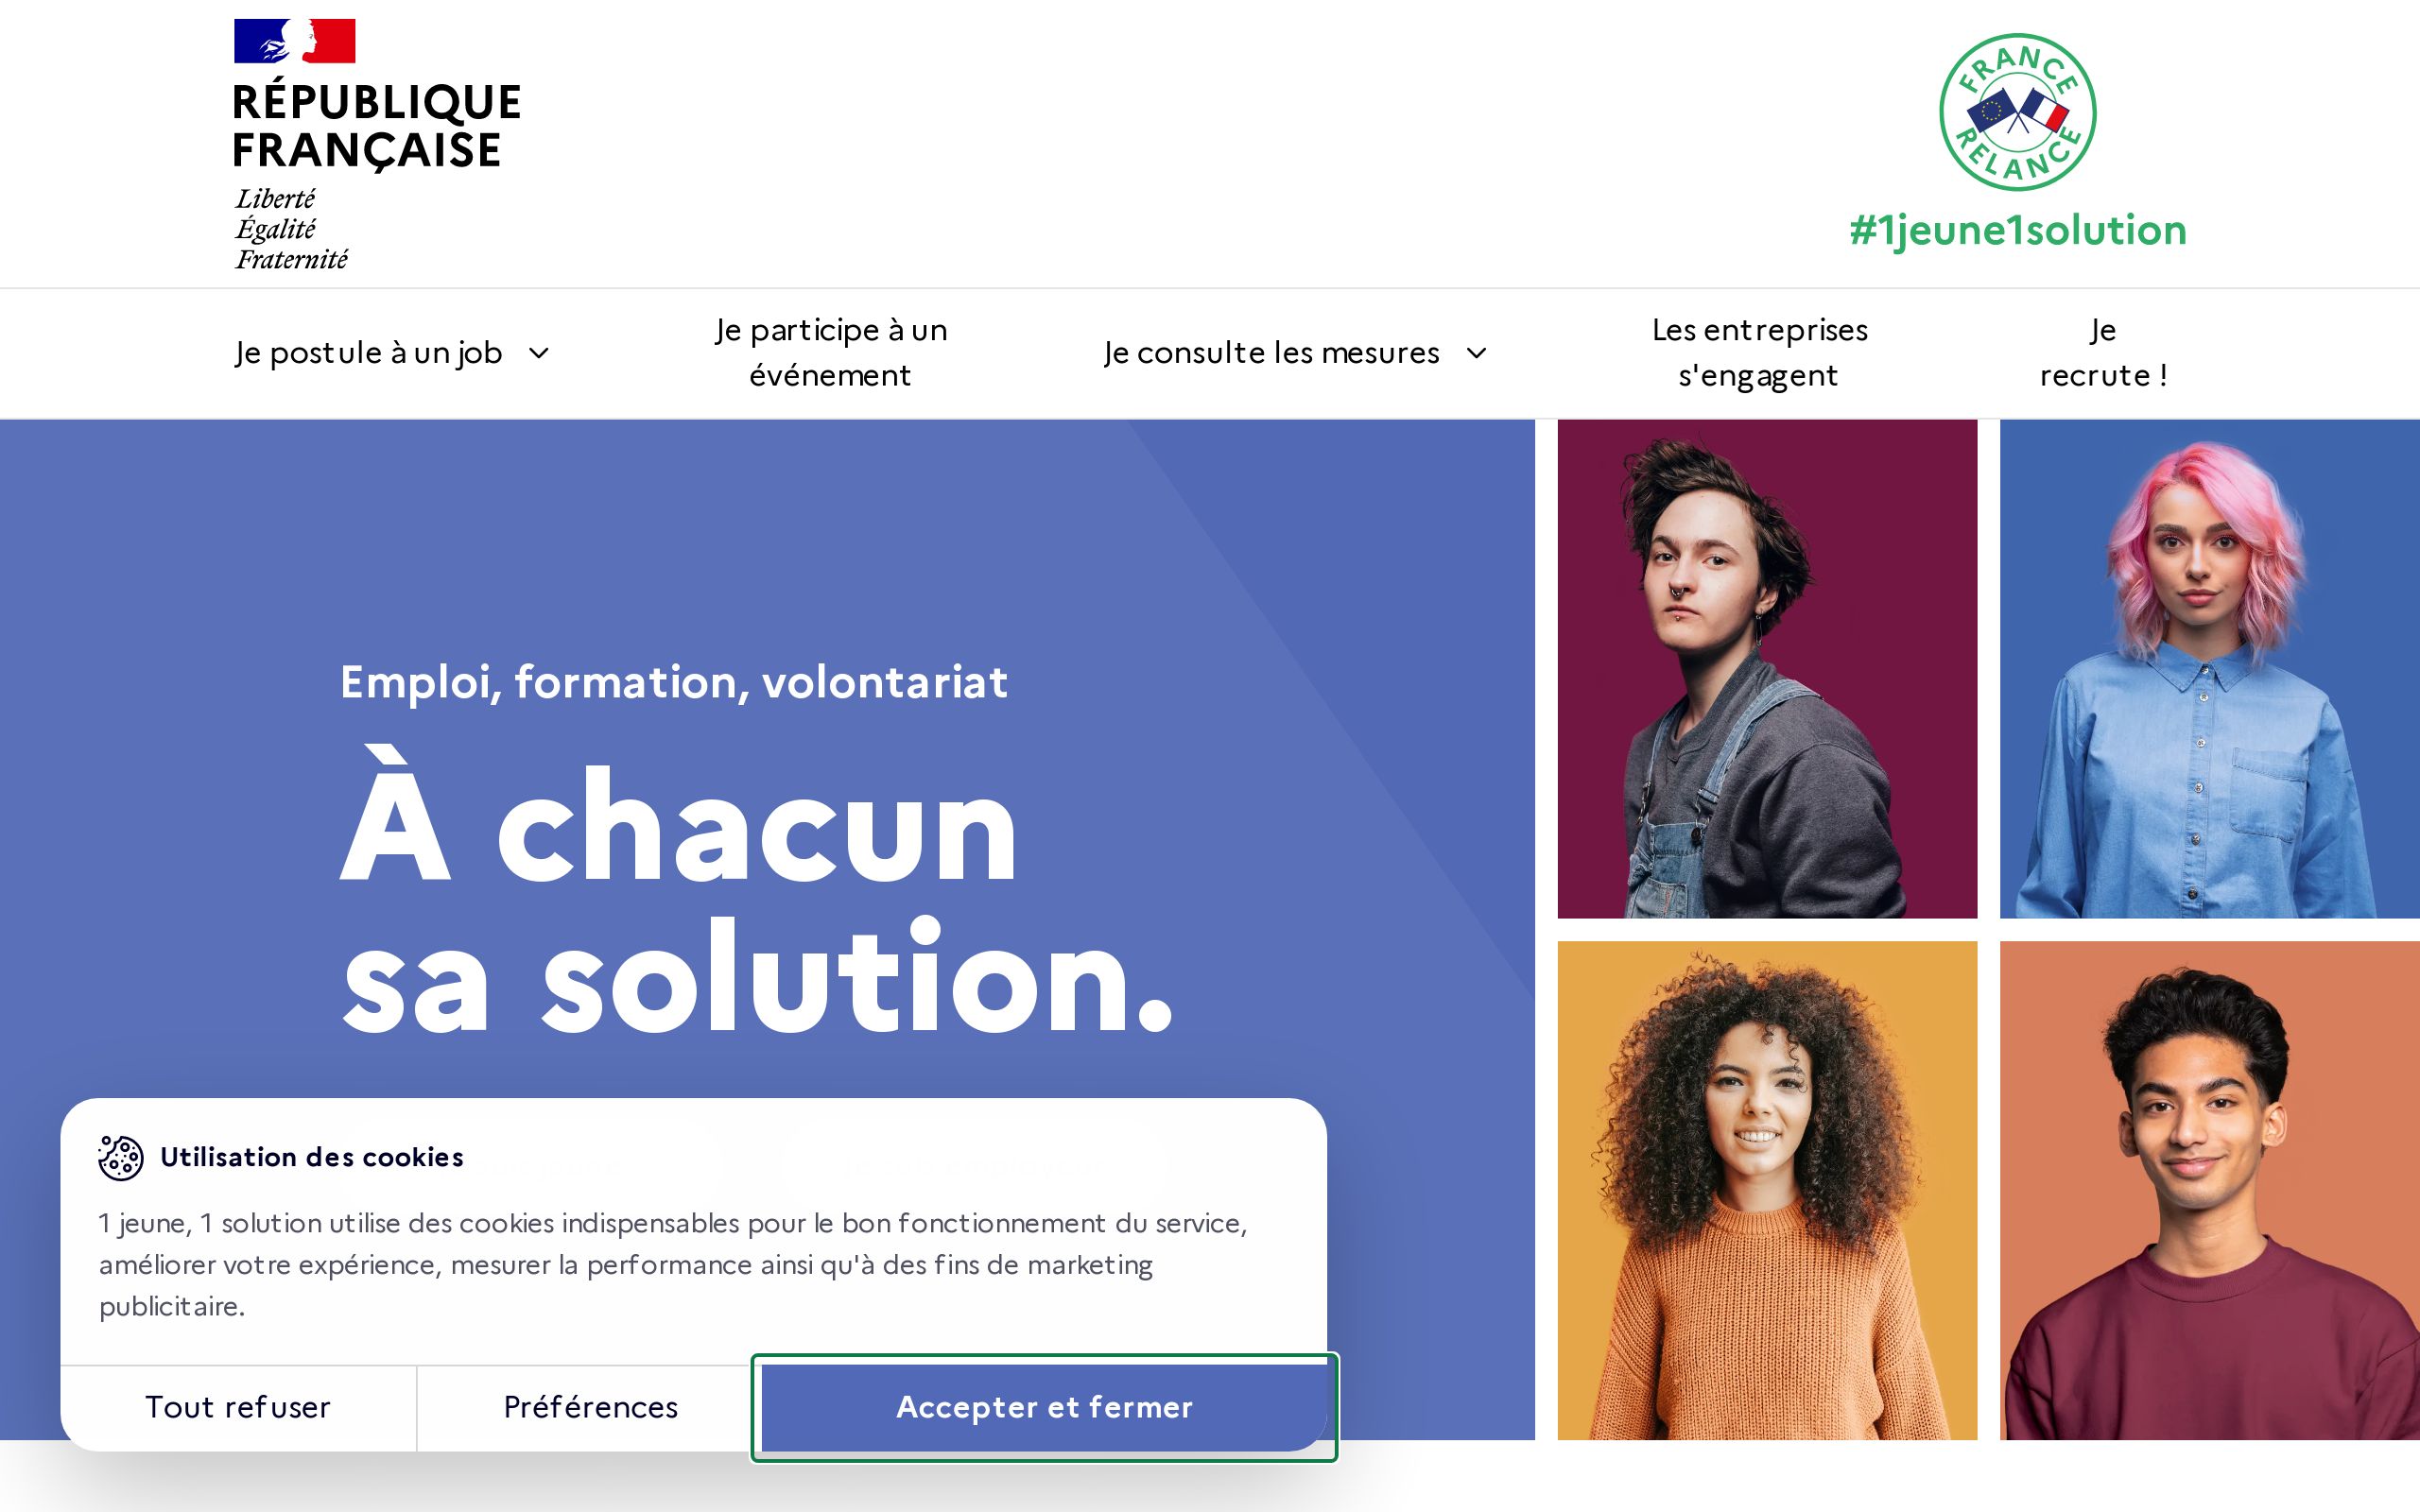 RÉPUBLIQUE
FRANÇAISE
Liberté
Égalité
Fraternité
FRANCE
RELANCE
#1jeune1solution
Je postule à un job
Je participe à un
événement
Je consulte les mesures
Les entreprises
s'engagent
Je
recrute !
Emploi, formation, volontariat
À chacun
sa solution.
Utilisation des cookies
1 jeune, 1 solution utilise des cookies indispensables pour le bon fonctionnement du service,
améliorer votre expérience, mesurer la performance ainsi qu'à des fins de marketing
publicitaire.
Tout refuser
Préférences
Accepter et fermer